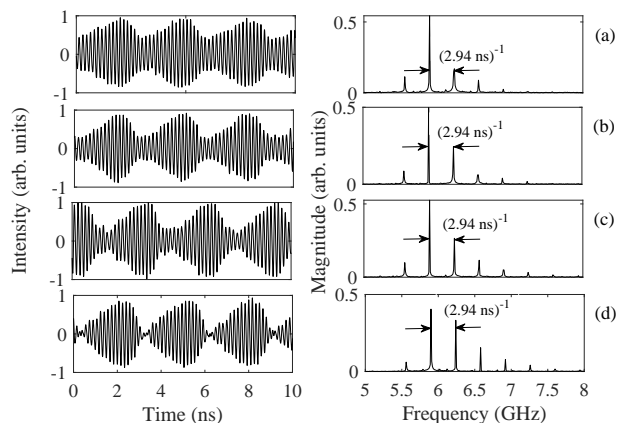 1
0
-1
1
0
-1
1
0
-1
1
0
-1
0 2 4 6 8 10
Time (ns)
Intensity (arb. units)
0.5
0
0.5
0
0.5
0
0.5
0
5 5.5 6 6.5 7 7.5 8
Frequency (GHz)
Magnitude (arb. units)
(2.94 ns)⁻¹
(a)
(2.94 ns)⁻¹
(b)
(2.94 ns)⁻¹
(c)
(2.94 ns)⁻¹
(d)